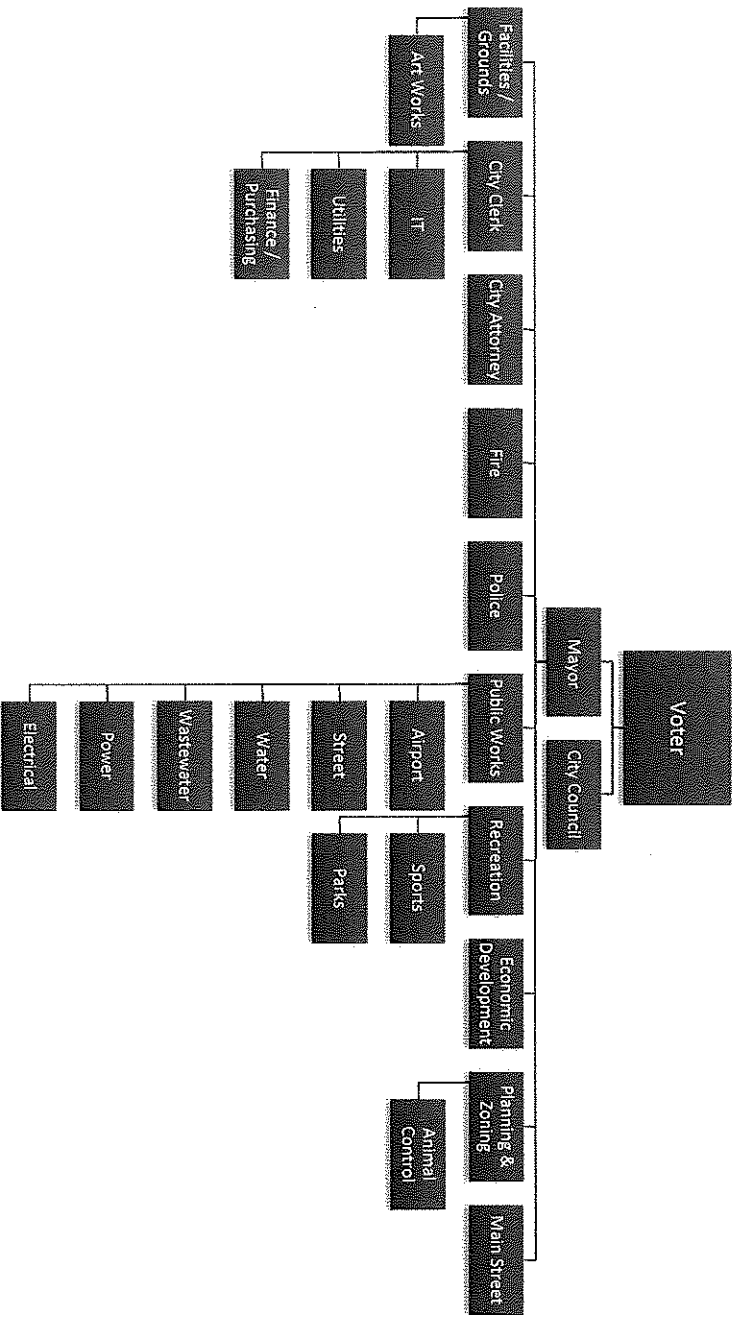 Voter
Mayor
City Council
Facilities /
Grounds
City Clerk
City Attorney
Fire
Police
Public Works
Recreation
Economic
Development
Planning &
Zoning
Main Street
Art Works
IT
Utilities
Finance /
Purchasing
Airport
Street
Water
Wastewater
Power
Electrical
Sports
Parks
Animal
Control